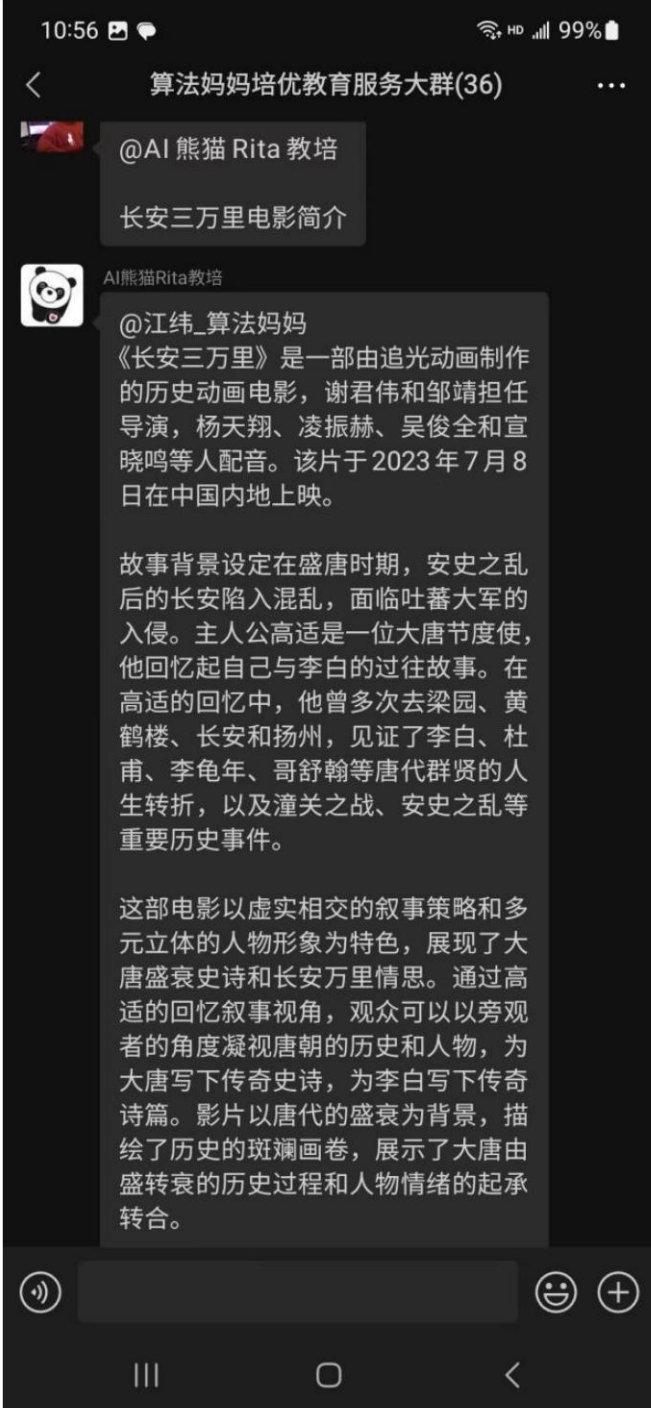 10:56
HD
99%
算法妈妈培优教育服务大群(36)
@AI 熊猫 Rita 教培
长安三万里电影简介
AI熊猫Rita教培
@江纬_算法妈妈
《长安三万里》是一部由追光动画制作
的历史动画电影，谢君伟和邹靖担任
导演，杨天翔、凌振赫、吴俊全和宣
晓鸣等人配音。该片于 2023 年 7 月 8
日在中国内地上映。
故事背景设定在盛唐时期，安史之乱
后的长安陷入混乱，面临吐蕃大军的
入侵。主人公高适是一位大唐节度使，
他回忆起自己与李白的过往故事。在
高适的回忆中，他曾多次去梁园、黄
鹤楼、长安和扬州，见证了李白、杜
甫、李龟年、哥舒翰等唐代群贤的人
生转折，以及潼关之战、安史之乱等
重要历史事件。
这部电影以虚实相交的叙事策略和多
元立体的人物形象为特色，展现了大
唐盛衰史诗和长安万里情思。通过高
适的回忆叙事视角，观众可以以旁观
者的角度凝视唐朝的历史和人物，为
大唐写下传奇史诗，为李白写下传奇
诗篇。影片以唐代的盛衰为背景，描
绘了历史的斑斓画卷，展示了大唐由
盛转衰的历史过程和人物情绪的起承
转合。